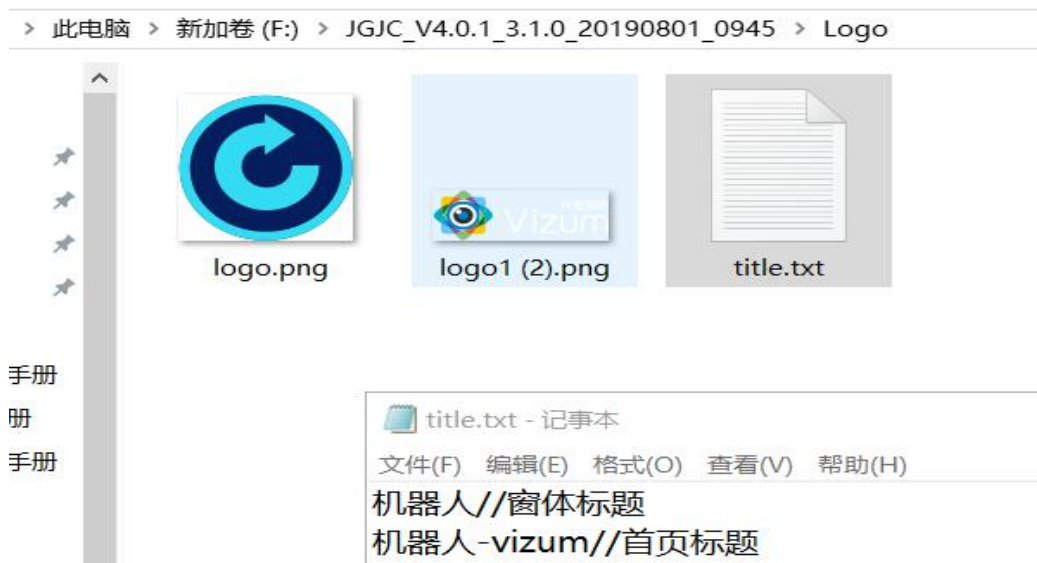 > 此电脑 > 新加卷 (F:) > JGJC_V4.0.1_3.1.0_20190801_0945 > Logo
Vizum
logo.png
logo1 (2).png
title.txt
手册
册
手册
title.txt - 记事本
文件(F) 编辑(E) 格式(O) 查看(V) 帮助(H)
机器人//窗体标题
机器人-vizum//首页标题